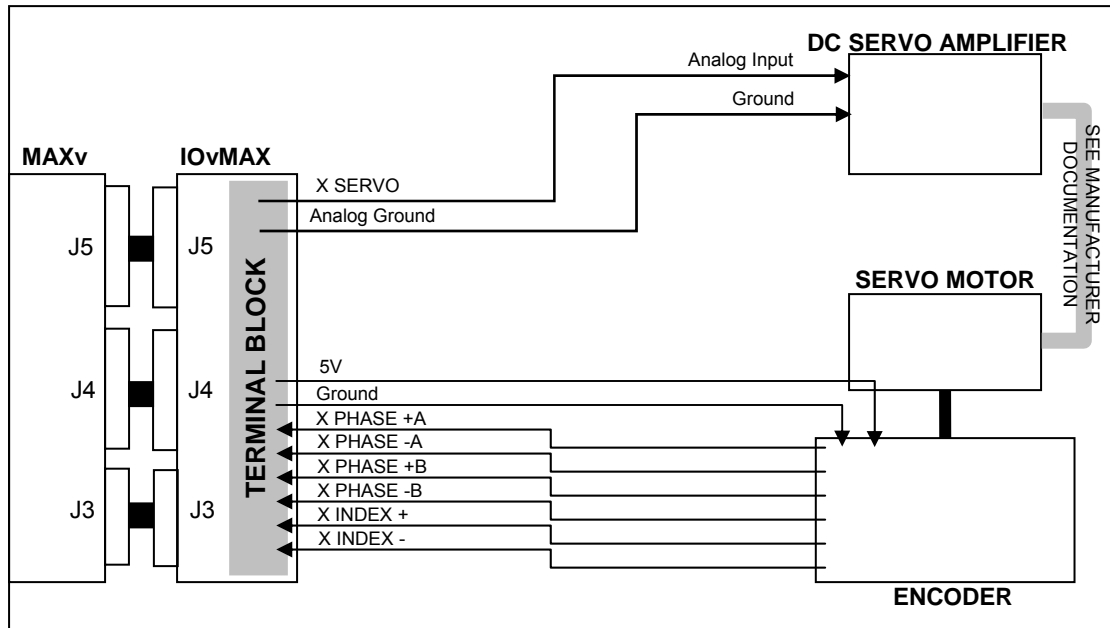 DC SERVO AMPLIFIER
Analog Input
Ground
MAXv
IOvMAX
X SERVO
Analog Ground
J5
J5
SEE MANUFACTURER
DOCUMENTATION
TERMINAL BLOCK
SERVO MOTOR
5V
J4
J4
Ground
X PHASE +A
X PHASE -A
X PHASE +B
X PHASE -B
J3
J3
X INDEX +
X INDEX -
ENCODER